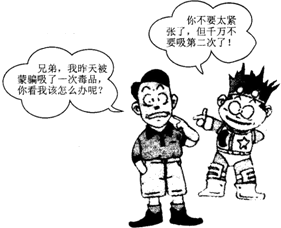 兄弟，我昨天被
蒙骗吸了一次毒品，
你看我该怎么办呢？
你不要太紧
张了，但千万不
要吸第二次了！